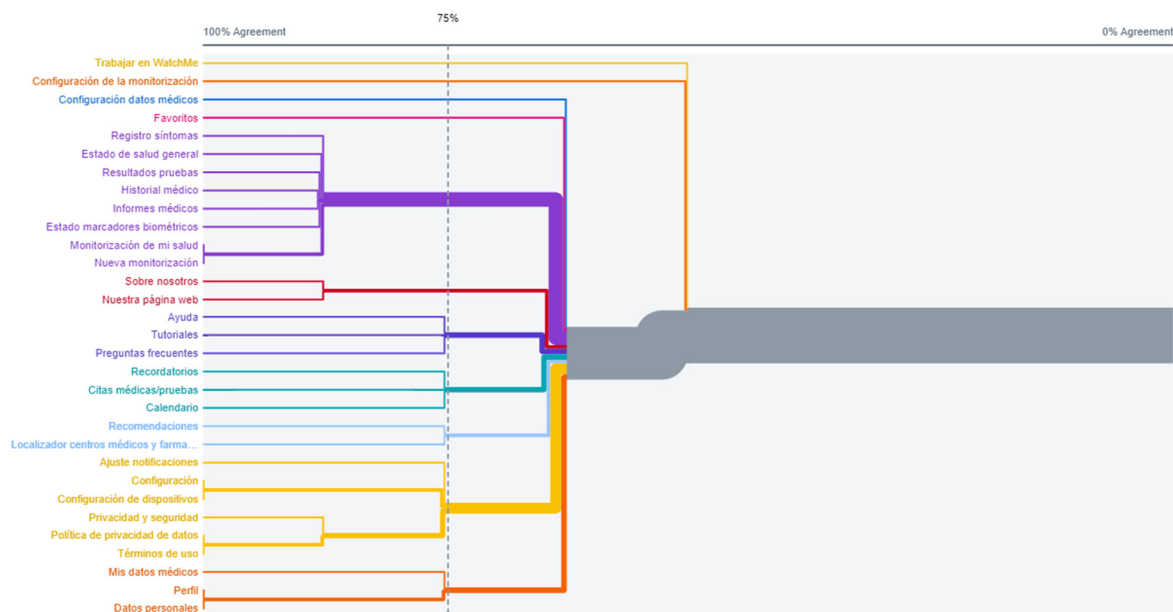 75%
100% Agreement
0% Agreement
Trabajar en WatchMe
Configuración de la monitorización
Configuración datos médicos
Favoritos
Registro síntomas
Estado de salud general
Resultados pruebas
Historial médico
Informes médicos
Estado marcadores biométricos
Monitorización de mi salud
Nueva monitorización
Sobre nosotros
Nuestra página web
Ayuda
Tutoriales
Preguntas frecuentes
Recordatorios
Citas médicas/pruebas
Calendario
Recomendaciones
Localizador centros médicos y farma...
Ajuste notificaciones
Configuración
Configuración de dispositivos
Privacidad y seguridad
Política de privacidad de datos
Términos de uso
Mis datos médicos
Perfil
Datos personales